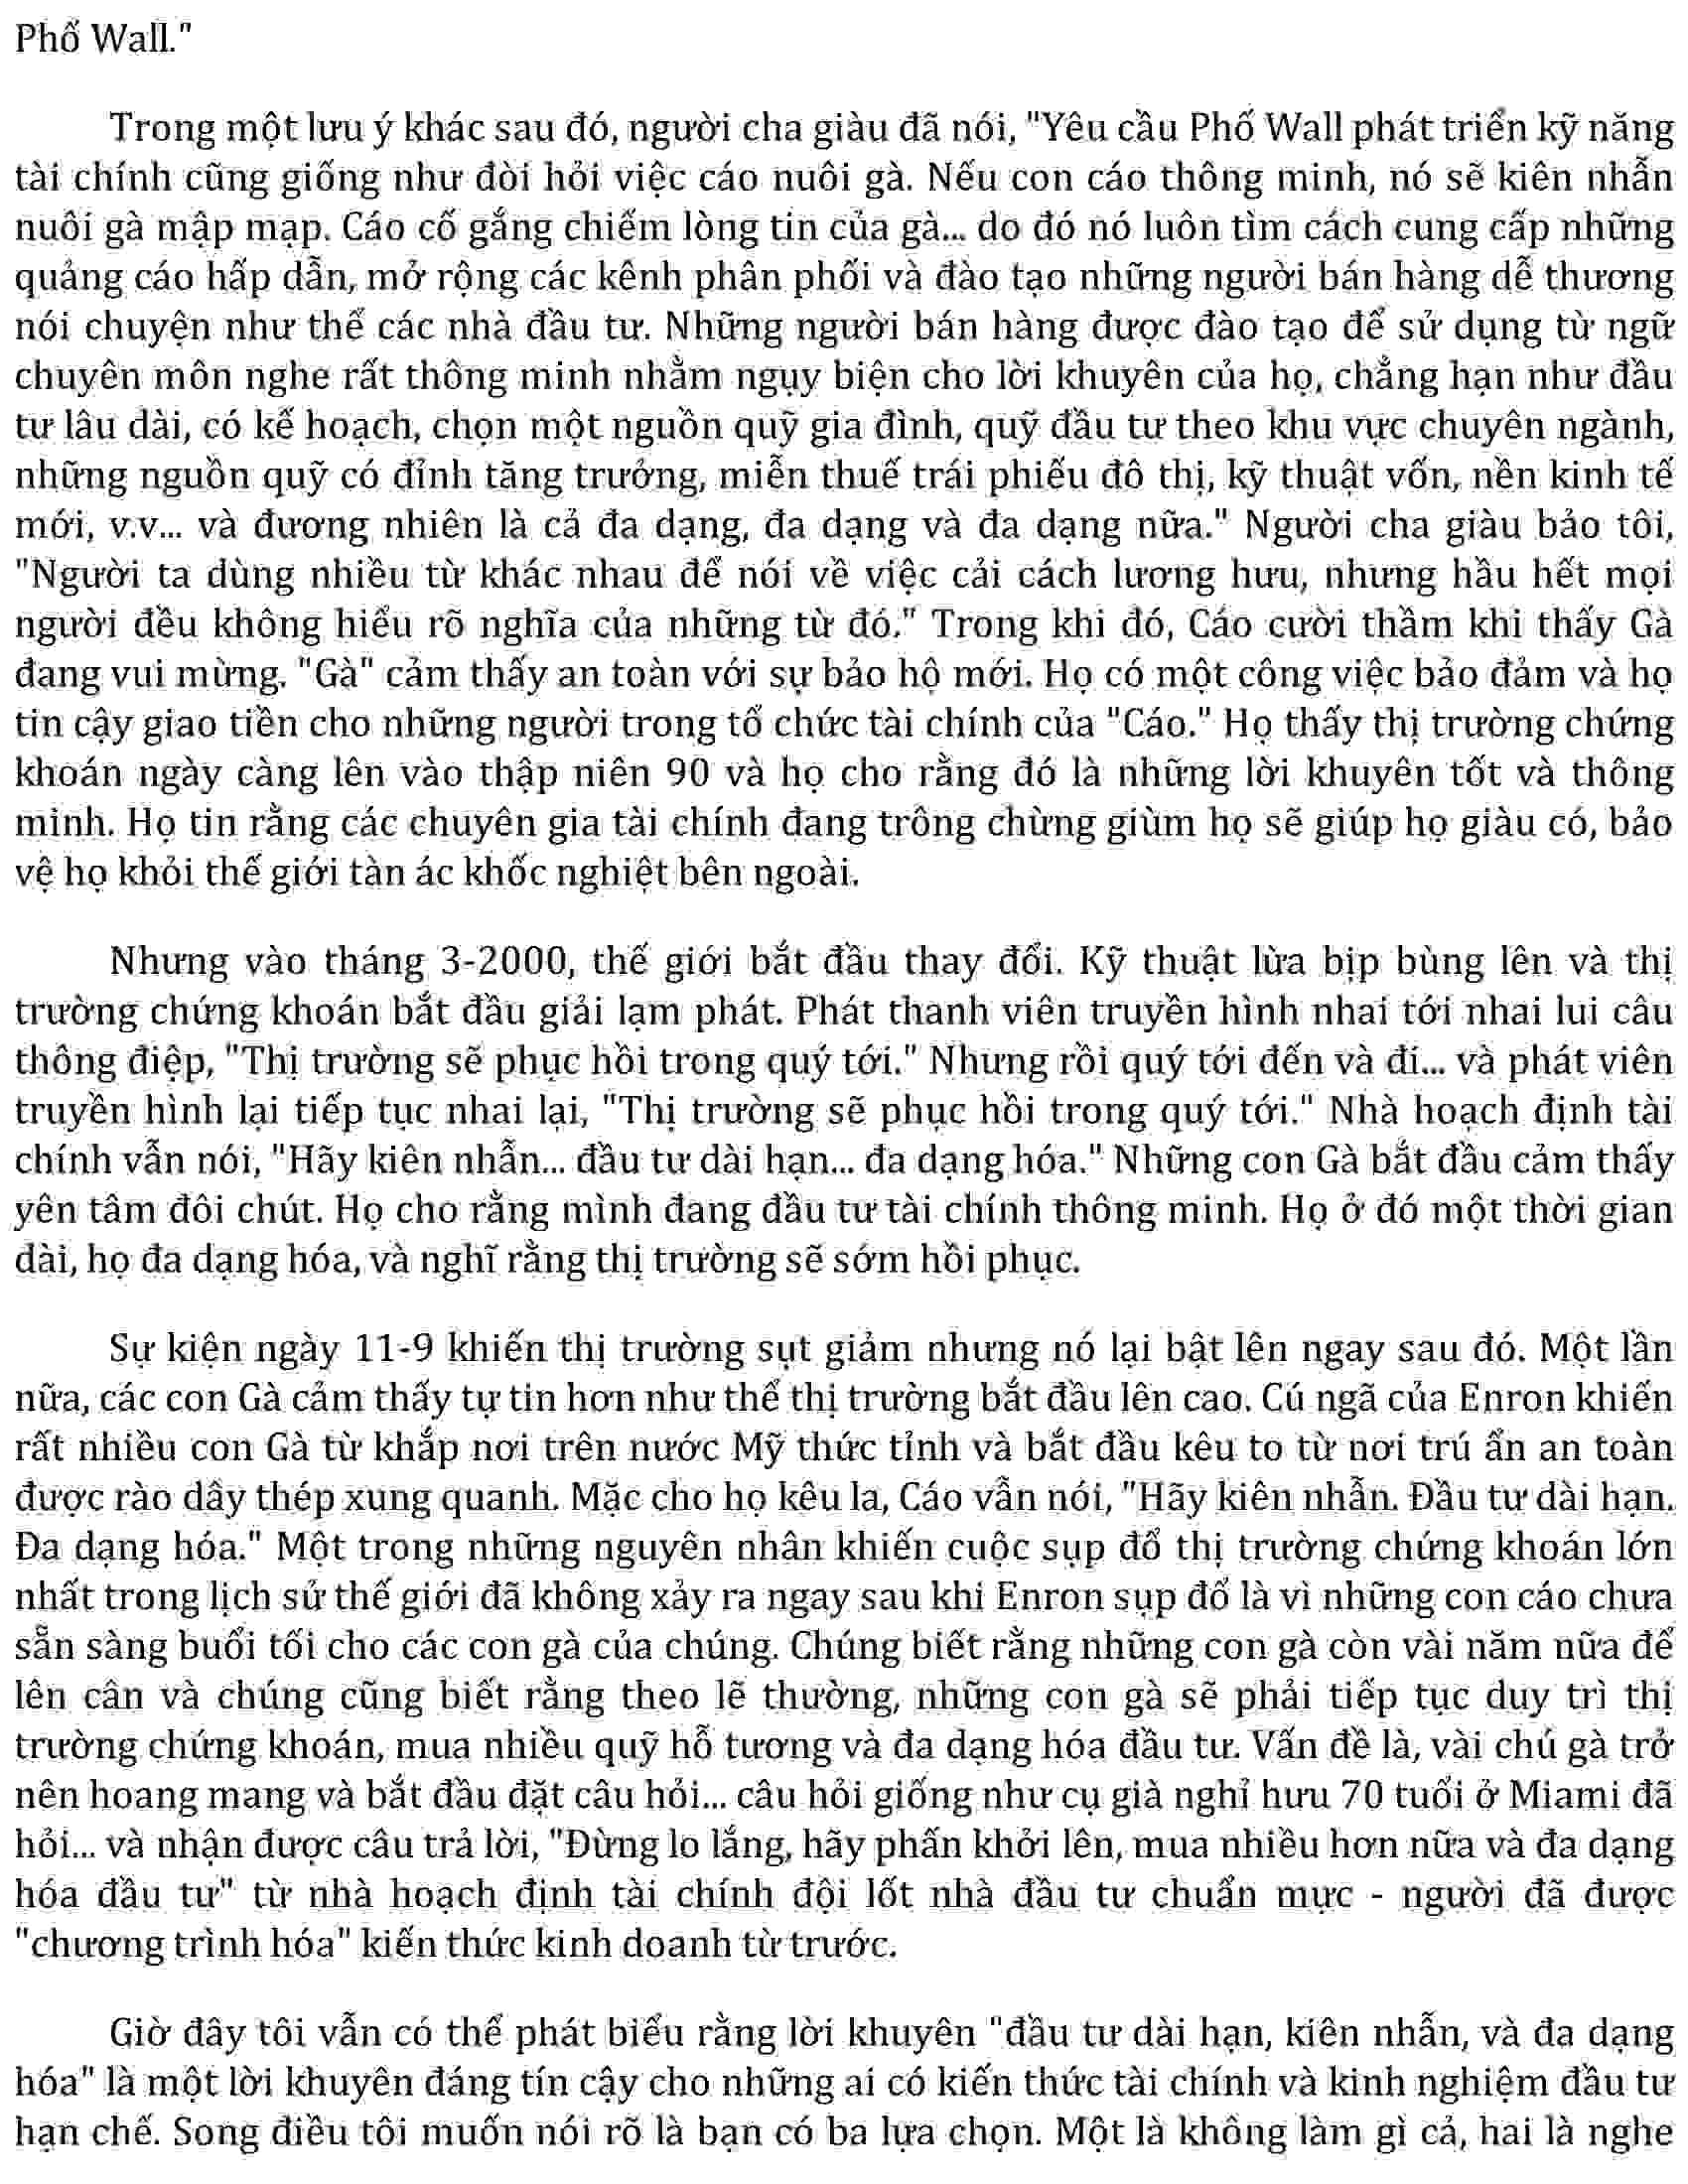 Phố Wall."
Trong một lưu ý khác sau đó, người cha giàu đã nói, "Yêu cầu Phố Wall phát triển kỹ năng
tài chính cũng giống như đòi hỏi việc cáo nuôi gà. Nếu con cáo thông minh, nó sẽ kiên nhẫn
nuôi gà mập mạp. Cáo cố gắng chiếm lòng tin của gà... do đó nó luôn tìm cách cung cấp những
quảng cáo hấp dẫn, mở rộng các kênh phân phối và đào tạo những người bán hàng dễ thương
nói chuyện như thể các nhà đầu tư. Những người bán hàng được đào tạo để sử dụng từ ngữ
chuyên môn nghe rất thông minh nhằm ngụy biện cho lời khuyên của họ, chẳng hạn như đầu
tư lâu dài, có kế hoạch, chọn một nguồn quỹ gia đình, quỹ đầu tư theo khu vực chuyên ngành,
những nguồn quỹ có đỉnh tăng trưởng, miễn thuế trái phiếu đô thị, kỹ thuật vốn, nền kinh tế
mới, v.v... và đương nhiên là cả đa dạng, đa dạng và đa dạng nữa." Người cha giàu bảo tôi,
"Người ta dùng nhiều từ khác nhau để nói về việc cải cách lương hưu, nhưng hầu hết mọi
người đều không hiểu rõ nghĩa của những từ đó." Trong khi đó, Cáo cười thầm khi thấy Gà
đang vui mừng. "Gà" cảm thấy an toàn với sự bảo hộ mới. Họ có một công việc bảo đảm và họ
tin cậy giao tiền cho những người trong tổ chức tài chính của "Cáo." Họ thấy thị trường chứng
khoán ngày càng lên vào thập niên 90 và họ cho rằng đó là những lời khuyên tốt và thông
minh. Họ tin rằng các chuyên gia tài chính đang trông chừng giùm họ sẽ giúp họ giàu có, bảo
vệ họ khỏi thế giới tàn ác khốc nghiệt bên ngoài.
Nhưng vào tháng 3-2000, thế giới bắt đầu thay đổi. Kỹ thuật lừa bịp bùng lên và thị
trường chứng khoán bắt đầu giải lạm phát. Phát thanh viên truyền hình nhai tới nhai lui câu
thông điệp, "Thị trường sẽ phục hồi trong quý tới." Nhưng rồi quý tới đến và đi... và phát viên
truyền hình lại tiếp tục nhai lại, "Thị trường sẽ phục hồi trong quý tới." Nhà hoạch định tài
chính vẫn nói, "Hãy kiên nhẫn... đầu tư dài hạn... đa dạng hóa." Những con Gà bắt đầu cảm thấy
yên tâm đôi chút. Họ cho rằng mình đang đầu tư tài chính thông minh. Họ ở đó một thời gian
dài, họ đa dạng hóa, và nghĩ rằng thị trường sẽ sớm hồi phục.
Sự kiện ngày 11-9 khiến thị trường sụt giảm nhưng nó lại bật lên ngay sau đó. Một lần
nữa, các con Gà cảm thấy tự tin hơn như thể thị trường bắt đầu lên cao. Cú ngã của Enron khiến
rất nhiều con Gà từ khắp nơi trên nước Mỹ thức tỉnh và bắt đầu kêu to từ nơi trú ẩn an toàn
được rào dây thép xung quanh. Mặc cho họ kêu la, Cáo vẫn nói, "Hãy kiên nhẫn. Đầu tư dài hạn.
Đa dạng hóa." Một trong những nguyên nhân khiến cuộc sụp đổ thị trường chứng khoán lớn
nhất trong lịch sử thế giới đã không xảy ra ngay sau khi Enron sụp đổ là vì những con cáo chưa
sẵn sàng buổi tối cho các con gà của chúng. Chúng biết rằng những con gà còn vài năm nữa để
lên cân và chúng cũng biết rằng theo lẽ thường, những con gà sẽ phải tiếp tục duy trì thị
trường chứng khoán, mua nhiều quỹ hỗ tương và đa dạng hóa đầu tư. Vấn đề là, vài chú gà trở
nên hoang mang và bắt đầu đặt câu hỏi... câu hỏi giống như cụ già nghỉ hưu 70 tuổi ở Miami đã
hỏi... và nhận được câu trả lời, "Đừng lo lắng, hãy phấn khởi lên, mua nhiều hơn nữa và đa dạng
hóa đầu tư" từ nhà hoạch định tài chính đội lốt nhà đầu tư chuẩn mực - người đã được
"chương trình hóa" kiến thức kinh doanh từ trước.
Giờ đây tôi vẫn có thể phát biểu rằng lời khuyên "đầu tư dài hạn, kiên nhẫn, và đa dạng
hóa" là một lời khuyên đáng tín cậy cho những ai có kiến thức tài chính và kinh nghiệm đầu tư
hạn chế. Song điều tôi muốn nói rõ là bạn có ba lựa chọn. Một là không làm gì cả, hai là nghe